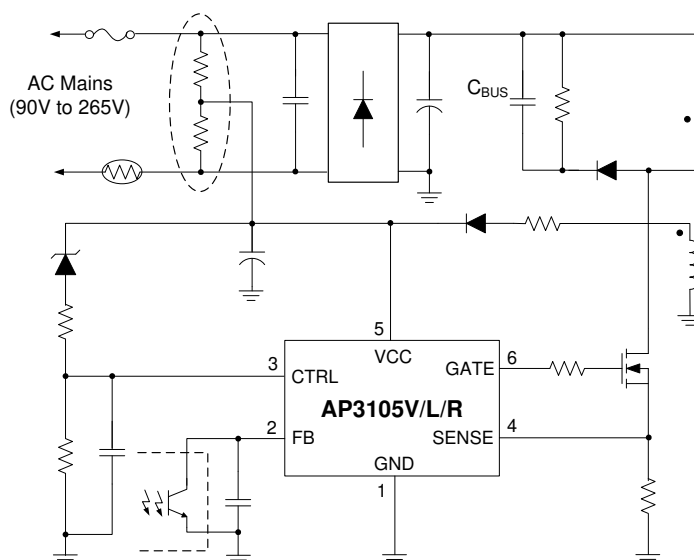 AC Mains
(90V to 265V)
CBUS
5
VCC
3
CTRL
GATE
6
AP3105V/L/R
2
FB
SENSE
4
GND
1